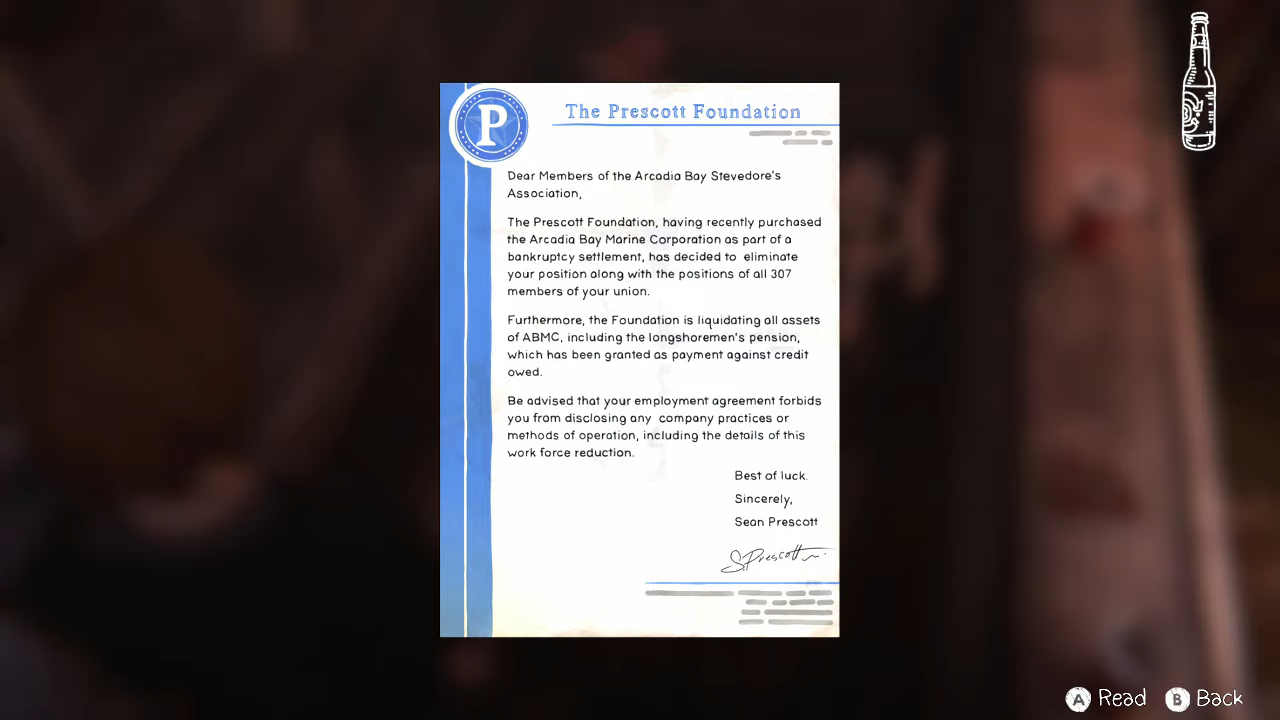 P
The Prescott Foundation
Dear Members of the Arcadia Bay Stevedore's
Association,
The Prescott Foundation, having recently purchased
the Arcadia Bay Marine Corporation as part of a
bankruptcy settlement, has decided to eliminate
your position along with the positions of all 307
members of your union.
Furthermore, the Foundation is liquidating all assets
of ABMC, including the longshoremen's pension,
which has been granted as payment against credit
owed.
Be advised that your employment agreement forbids
you from disclosing any company practices or
methods of operation, including the details of this
work force reduction.
Best of luck.
Sincerely,
Sean Prescott
S.Prescott
A Read B Back